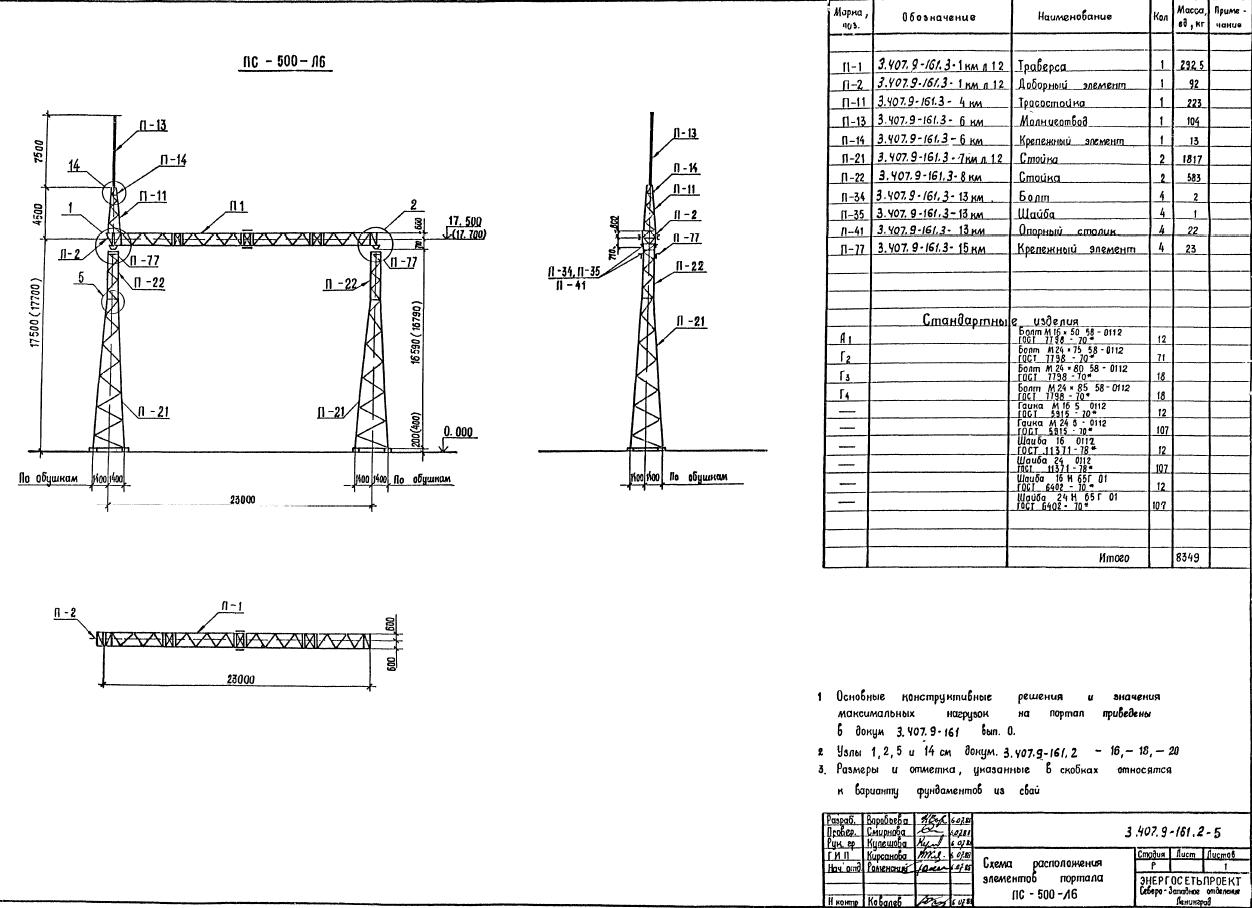 ПС - 500 - Л6
П-13
14
П-14
П-11
1
П1
2
17.500
(17.700)
П-2
П-77
П-77
П-22
П-22
5
П-21
П-21
0.000
7500
4500
17500(17700)
660
710
16590(16790)
200(400)
По обушкам
1400
1400
1400
1400
По обушкам
23000
П-13
П-14
П-11
П-2
П-77
П-34, П-35
П-41
П-22
П-21
710
1400
1400
По обушкам
П-2
П-1
600
600
23000
Марка, поз. Обозначение Наименование Кол Масса, ед, кг Приме-чание
П-1 3.407.9-161.3-1 км л 12 Траверса 1 2925
П-2 3.407.9-161.3-1 км л 12 Доборный элемент 1 92
П-11 3.407.9-161.3-4 км Тросостойка 1 223
П-13 3.407.9-161.3-6 км Молниеотвод 1 104
П-14 3.407.9-161.3-6 км Крепежный элемент 1 13
П-21 3.407.9-161.3-7км л.12 Стойка 2 1817
П-22 3.407.9-161.3-8 км Стойка 2 583
П-34 3.407.9-161.3-13 км Болт 4 2
П-35 3.407.9-161.3-13 км Шайба 4 1
П-41 3.407.9-161.3-13 км Опорный столик 4 22
П-77 3.407.9-161.3-15 км Крепежный элемент 4 23
Стандартные изделия
Болт М16×50 58-0112
А1 ГОСТ 7798-70* 12
Болт М24×75 58-0112
Г2 ГОСТ 7798-70* 71
Болт М24×80 58-0112
Г3 ГОСТ 7798-70* 18
Болт М24×85 58-0112
Г4 ГОСТ 7798-70* 18
Гайка М16 5 0112
— ГОСТ 5915-70* 12
Гайка М24 5-0112
— ГОСТ 5915-70* 107
Шайба 16 0112
— ГОСТ 11371-78* 12
Шайба 24 0112
— ГОСТ 11371-78* 107
Шайба 16 Н 65Г 01
— ГОСТ 6402-70* 12
Шайба 24 Н 65Г 01
— ГОСТ 6402-70* 107
Итого 8349
1 Основные конструктивные решения и значения
максимальных нагрузок на портал приведены
в докум 3.407.9-161 вып. 0.
2 Узлы 1, 2, 5 и 14 см докум. 3.407.9-161.2 - 16, - 18, - 20
3. Размеры и отметка, указанные в скобках относятся
к варианту фундаментов из свай
Разраб. Воробьева
Провер. Смирнова
Рук. гр Кулешова
ГИП Кирсанова
Нач. отд Роменский
Н контр Ковалев
3.407.9-161.2-5
Схема расположения
элементов портала
ПС - 500 - Л6
Стадия Лист Листов
Р 1
ЭНЕРГОСЕТЬПРОЕКТ
Северо-Западное отделение
Ленинград